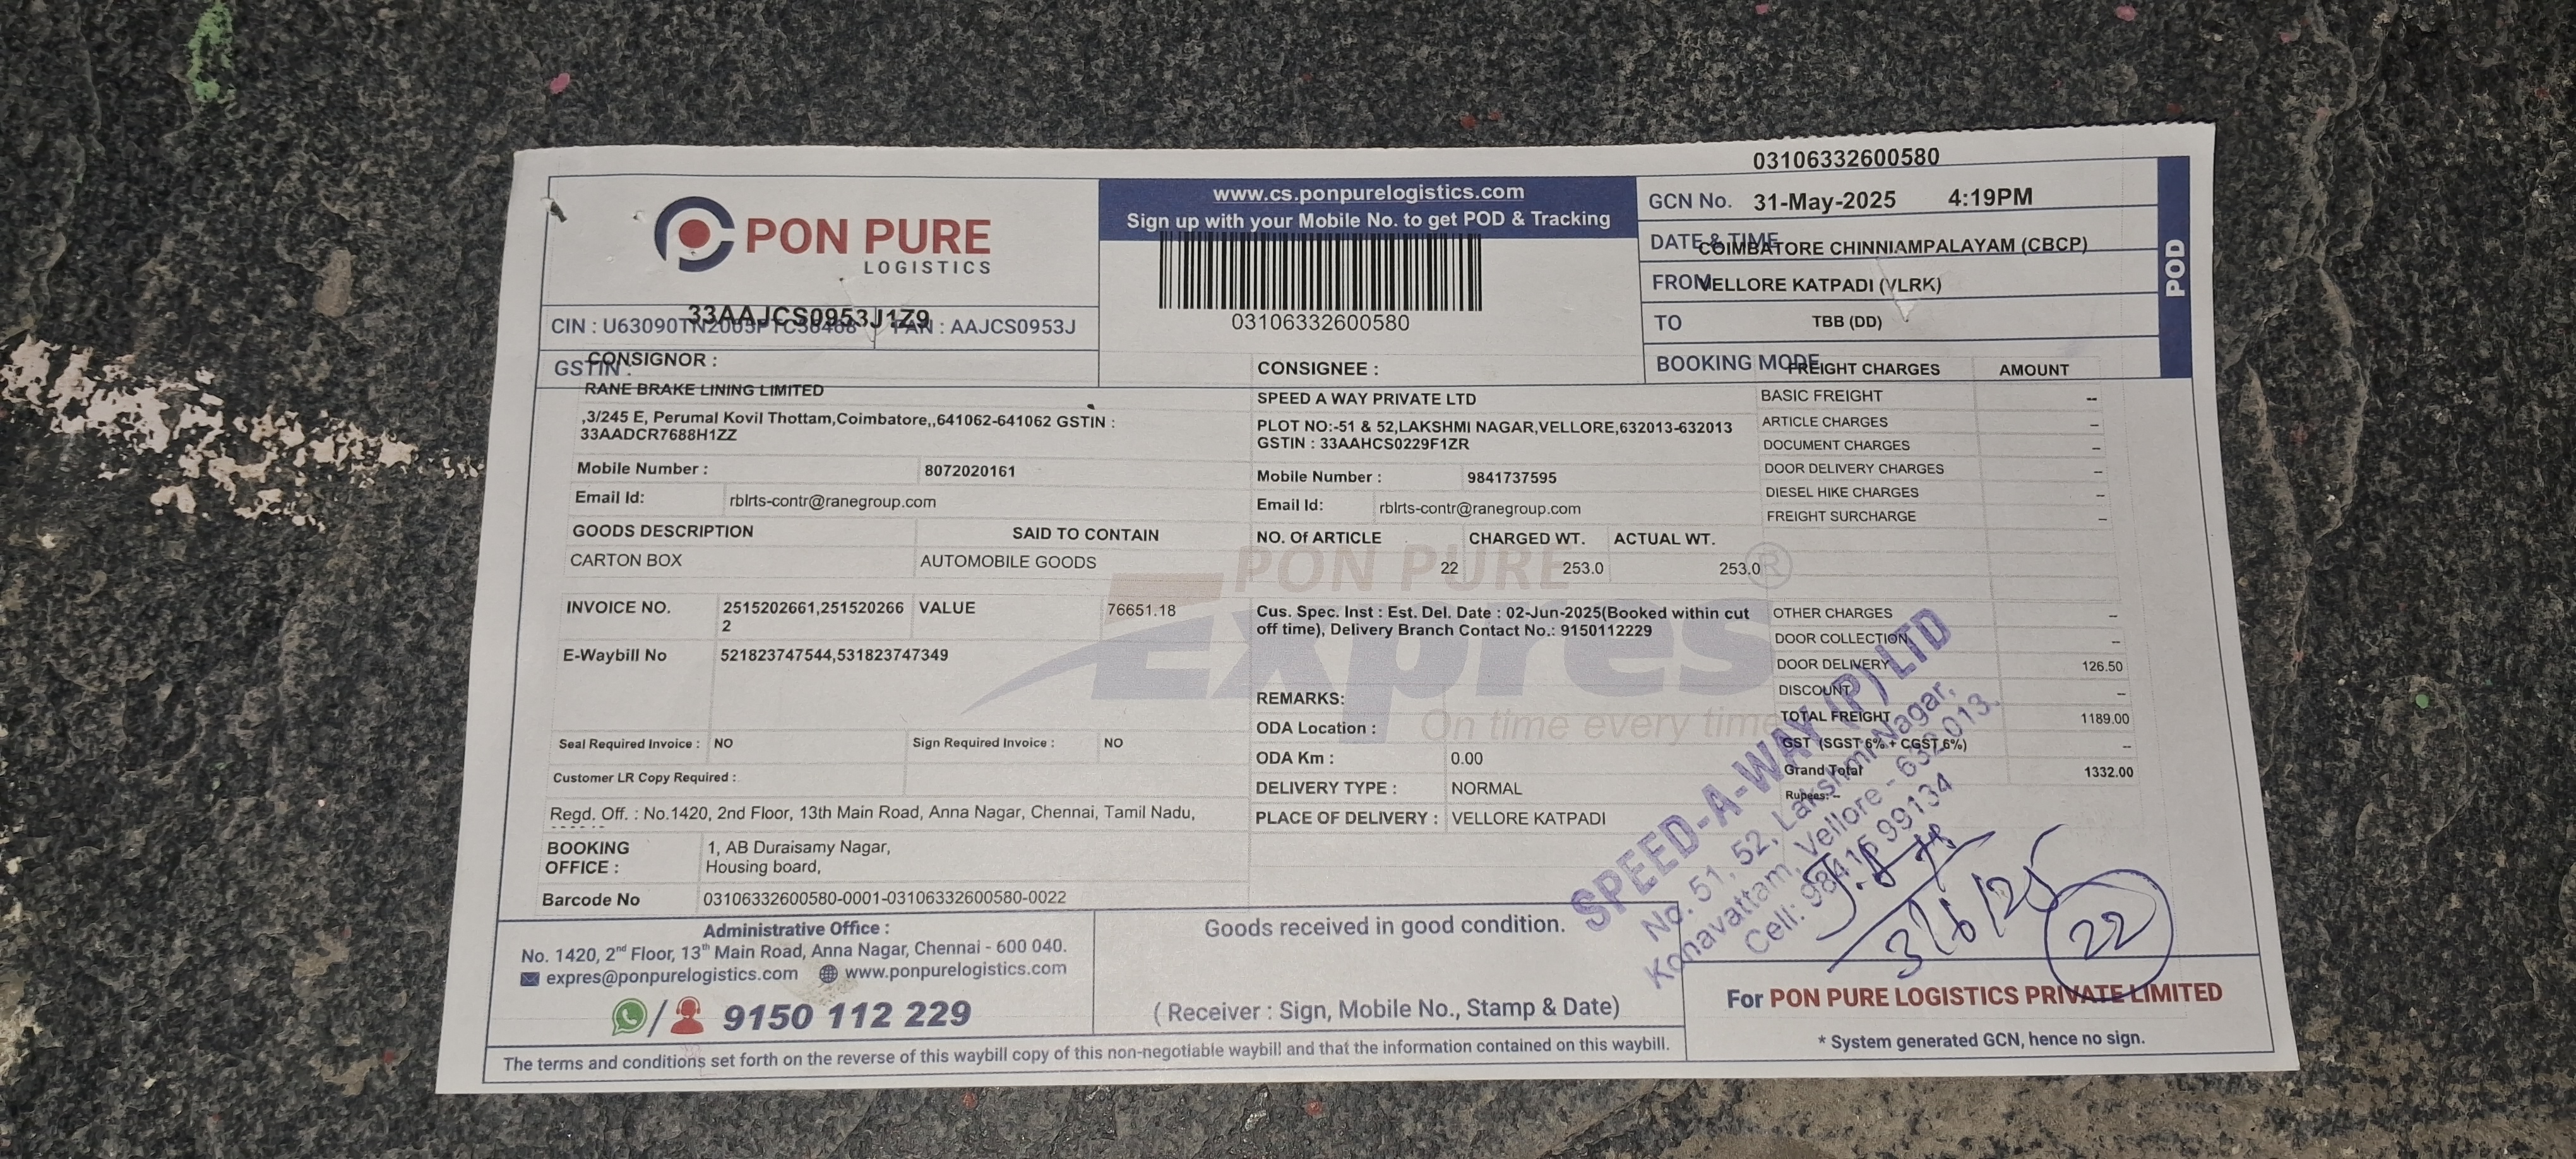 03106332600580
PON PURE
LOGISTICS
www.cs.ponpurelogistics.com
Sign up with your Mobile No. to get POD & Tracking
03106332600580
GCN No. 31-May-2025 4:19PM
DATE & TIME COIMBATORE CHINNIAMPALAYAM (CBCP)
FROM VELLORE KATPADI (VLRK)
TO TBB (DD)
BOOKING MODE
POD
33AAJCS0953J1Z9
CIN : PAN : AAJCS0953J
GSTIN :
CONSIGNOR :
RANE BRAKE LINING LIMITED
,3/245 E, Perumal Kovil Thottam,Coimbatore,,641062-641062 GSTIN :
33AADCR7688H1ZZ
Mobile Number : 8072020161
Email Id: rblrts-contr@ranegroup.com
GOODS DESCRIPTION SAID TO CONTAIN
CARTON BOX AUTOMOBILE GOODS
INVOICE NO. 2515202661,251520266 VALUE 76651.18
2
E-Waybill No 521823747544,531823747349
Seal Required Invoice : NO Sign Required Invoice : NO
Customer LR Copy Required :
Regd. Off. : No.1420, 2nd Floor, 13th Main Road, Anna Nagar, Chennai, Tamil Nadu,
BOOKING OFFICE : 1, AB Duraisamy Nagar,
Housing board,
Barcode No 03106332600580-0001-03106332600580-0022
CONSIGNEE :
SPEED A WAY PRIVATE LTD
PLOT NO:-51 & 52,LAKSHMI NAGAR,VELLORE,632013-632013
GSTIN : 33AAHCS0229F1ZR
Mobile Number : 9841737595
Email Id: rblrts-contr@ranegroup.com
NO. Of ARTICLE CHARGED WT. ACTUAL WT.
22 253.0 253.0
PON PURE
Expres
On time every time
Cus. Spec. Inst : Est. Del. Date : 02-Jun-2025(Booked within cut
off time), Delivery Branch Contact No.: 9150112229
REMARKS:
ODA Location :
ODA Km : 0.00
DELIVERY TYPE : NORMAL
PLACE OF DELIVERY : VELLORE KATPADI
FREIGHT CHARGES AMOUNT
BASIC FREIGHT --
ARTICLE CHARGES --
DOCUMENT CHARGES --
DOOR DELIVERY CHARGES --
DIESEL HIKE CHARGES --
FREIGHT SURCHARGE --
OTHER CHARGES --
DOOR COLLECTION --
DOOR DELIVERY 126.50
DISCOUNT --
TOTAL FREIGHT 1189.00
GST (SGST 6% + CGST 6%) --
Grand Total 1332.00
Rupees: --
SPEED-A-WAY (P) LTD
No. 51, 52, Lakshmi Nagar,
Konavattam, Vellore - 632 013.
Cell: 98416 99134
3/6/25
22
Administrative Office :
No. 1420, 2nd Floor, 13th Main Road, Anna Nagar, Chennai - 600 040.
expres@ponpurelogistics.com www.ponpurelogistics.com
9150 112 229
Goods received in good condition.
( Receiver : Sign, Mobile No., Stamp & Date)
For PON PURE LOGISTICS PRIVATE LIMITED
* System generated GCN, hence no sign.
The terms and conditions set forth on the reverse of this waybill copy of this non-negotiable waybill and that the information contained on this waybill.